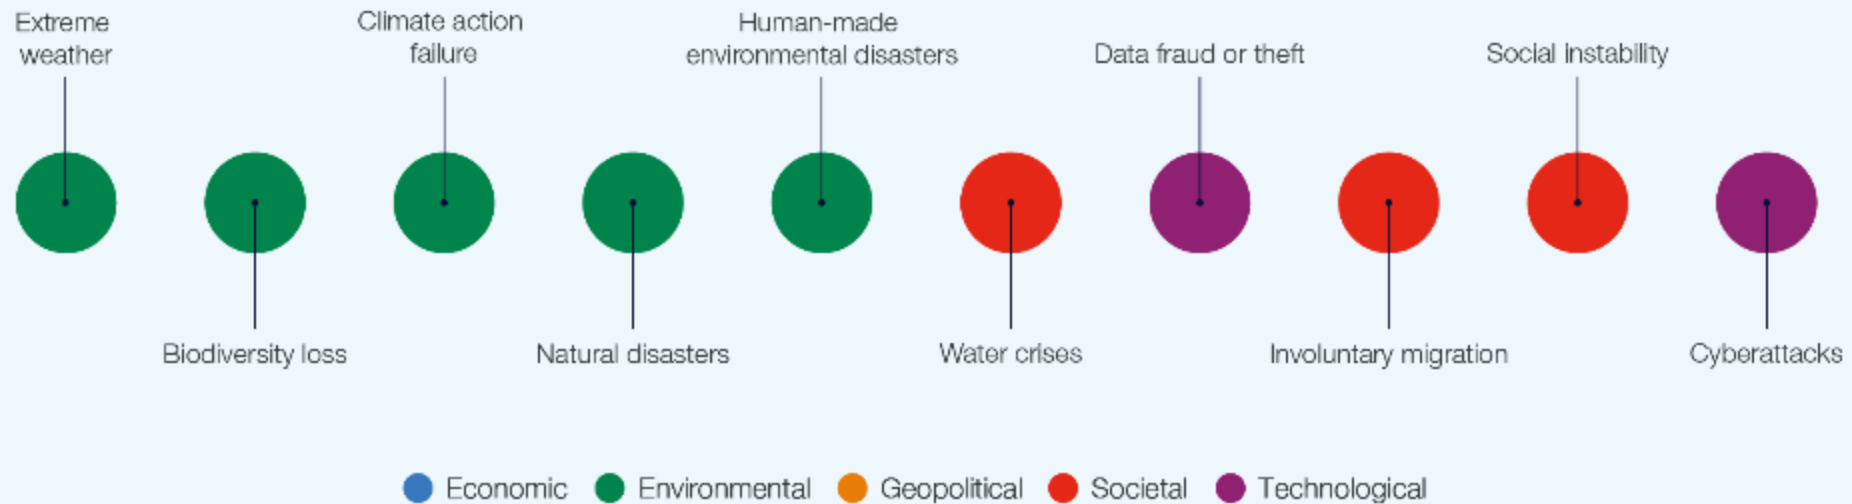 Extreme
weather
Climate action
failure
Human-made
environmental disasters
Data fraud or theft
Social instability
Biodiversity loss
Natural disasters
Water crises
Involuntary migration
Cyberattacks
Economic
Environmental
Geopolitical
Societal
Technological